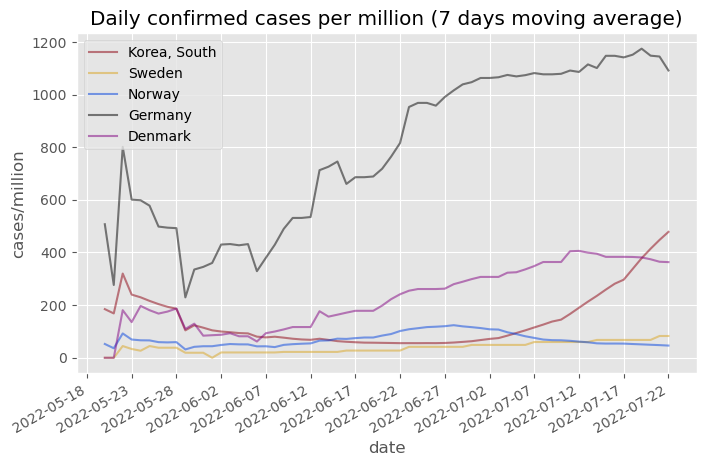 Daily confirmed cases per million (7 days moving average)
Korea, South
Sweden
Norway
Germany
Denmark
1200
1000
800
600
400
200
0
cases/million
2022-05-18
2022-05-23
2022-05-28
2022-06-02
2022-06-07
2022-06-12
2022-06-17
2022-06-22
2022-06-27
2022-07-02
2022-07-07
2022-07-12
2022-07-17
2022-07-22
date